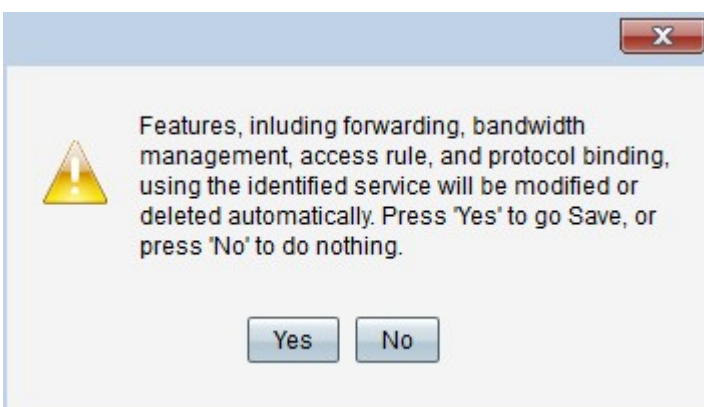 Features, inluding forwarding, bandwidth
management, access rule, and protocol binding,
using the identified service will be modified or
deleted automatically. Press 'Yes' to go Save, or
press 'No' to do nothing.
Yes No